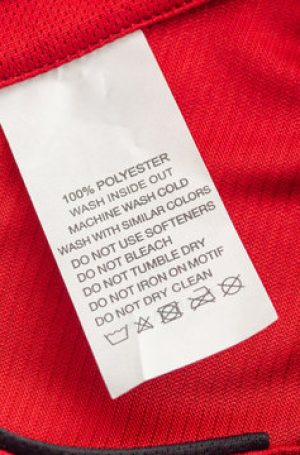 100% POLYESTER
WASH INSIDE OUT
MACHINE WASH COLD
WASH WITH SIMILAR COLORS
DO NOT USE SOFTENERS
DO NOT BLEACH
DO NOT TUMBLE DRY
DO NOT IRON ON MOTIF
DO NOT DRY CLEAN